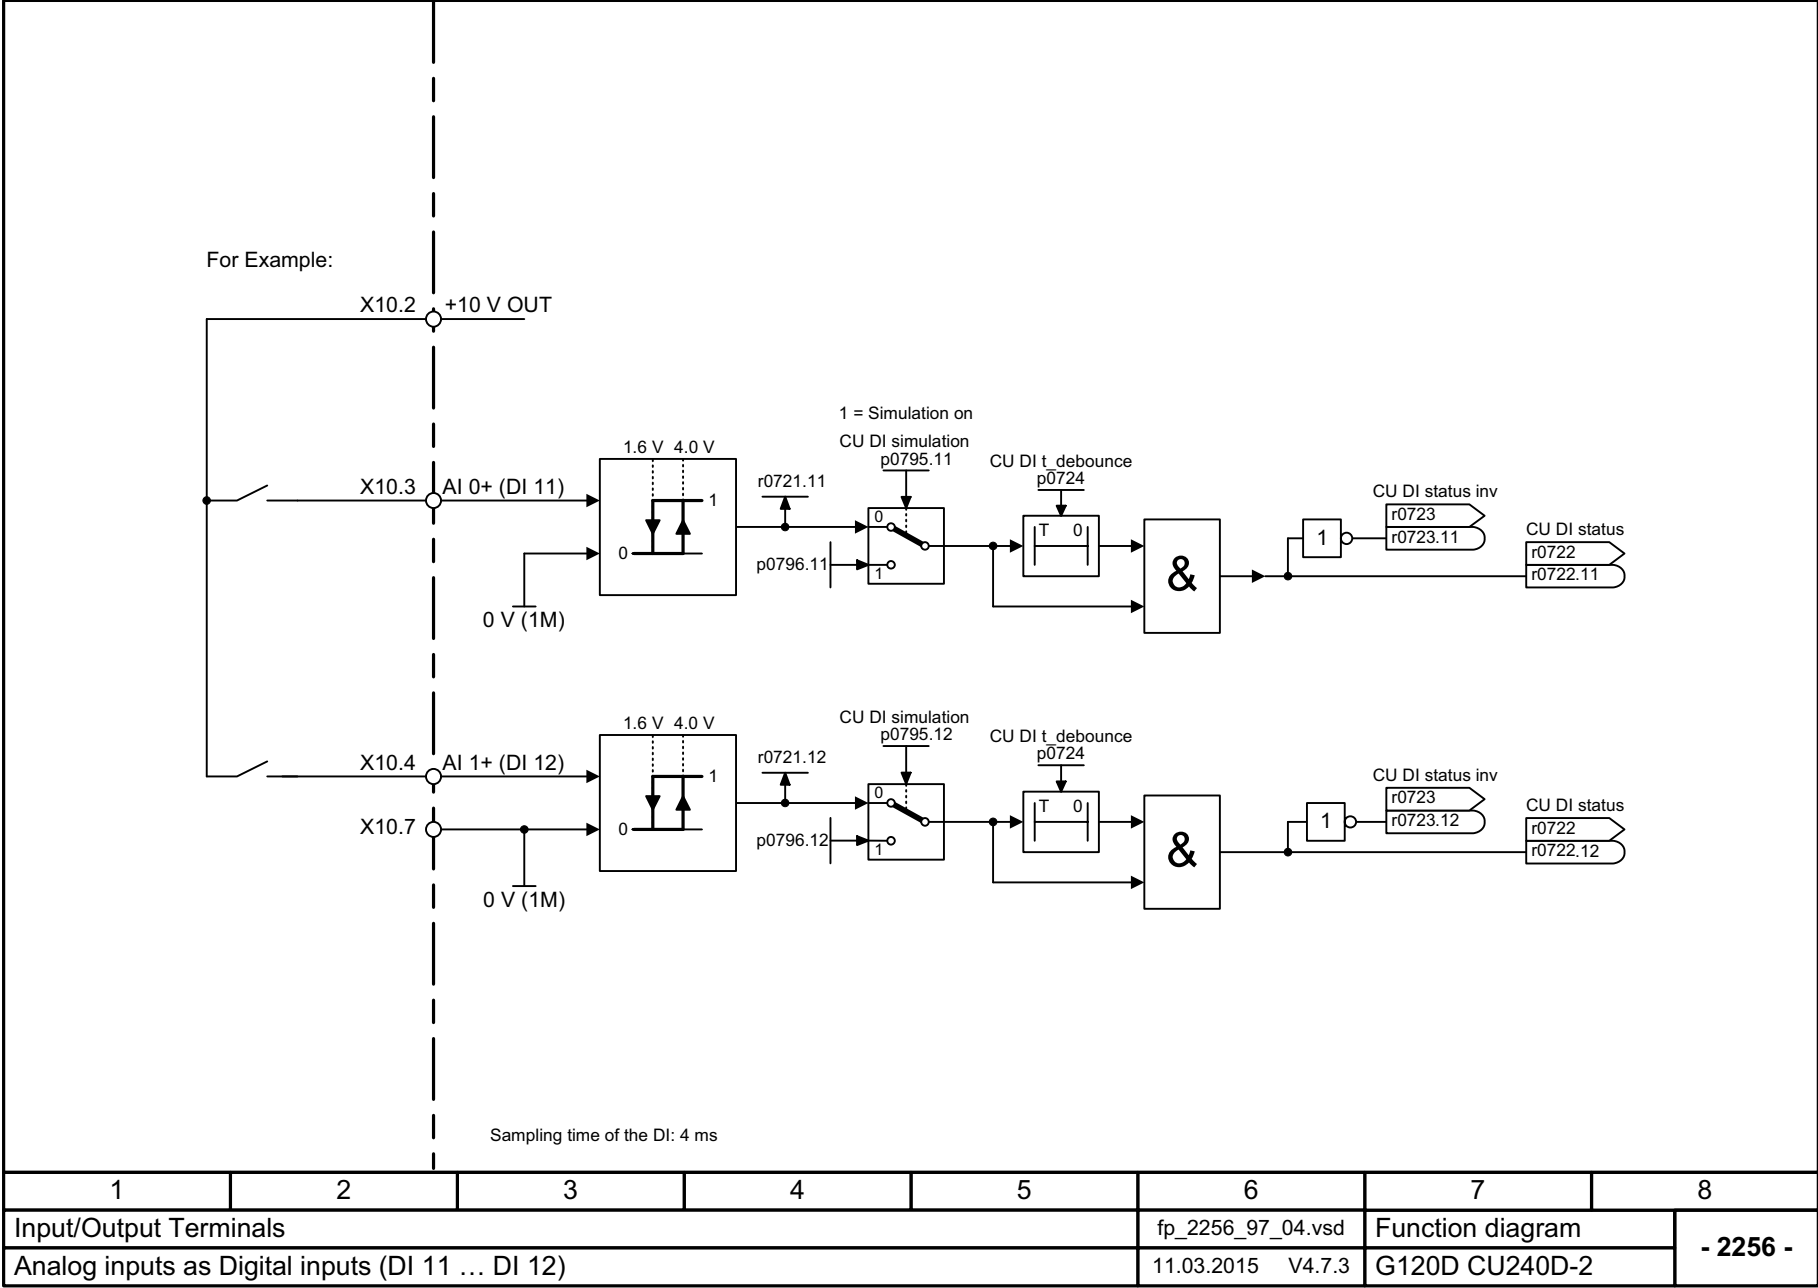 For Example:
X10.2 +10 V OUT
1 = Simulation on
CU DI simulation
p0795.11
1.6 V 4.0 V
CU DI t_debounce
p0724
r0721.11
X10.3 AI 0+ (DI 11)
1
0
T 0
CU DI status inv
r0723
r0723.11
1
CU DI status
r0722
r0722.11
0
p0796.11
1
&
0 V (1M)
CU DI simulation
p0795.12
1.6 V 4.0 V
CU DI t_debounce
p0724
r0721.12
X10.4 AI 1+ (DI 12)
1
0
T 0
CU DI status inv
r0723
r0723.12
1
CU DI status
r0722
r0722.12
X10.7
0
p0796.12
1
&
0 V (1M)
Sampling time of the DI: 4 ms
1 2 3 4 5 6 7 8
Input/Output Terminals
fp_2256_97_04.vsd
Function diagram
- 2256 -
Analog inputs as Digital inputs (DI 11 … DI 12)
11.03.2015 V4.7.3
G120D CU240D-2